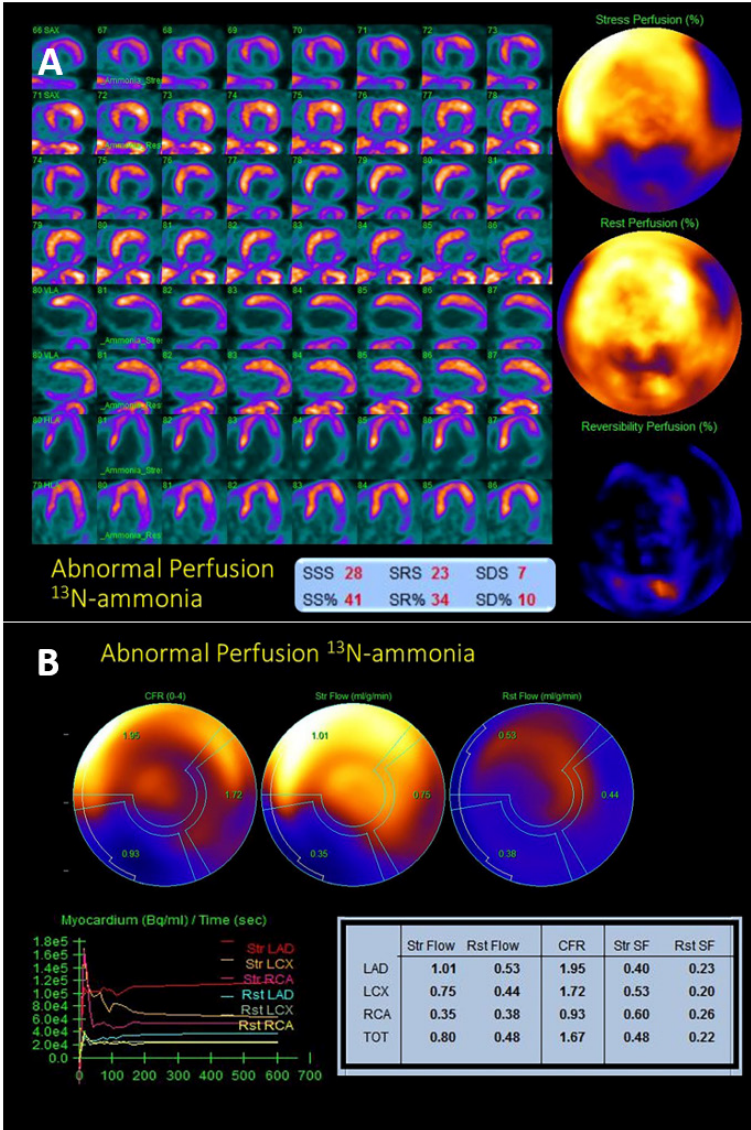 A
66 SAX 67 68 69 70 71 72 73
_Ammonia_Stre
71 SAX 72 73 74 75 76 77 78
_Ammonia_Res
74 75 76 77 78 79 80 81
79 80 81 82 83 84 85 86
80 VLA 81 82 83 84 85 86 87
_Ammonia_Stre
80 VLA 81 82 83 84 85 86 87
_Ammonia_Res
80 HLA 81 82 83 84 85 86 87
_Ammonia_Stre
79 HLA 80 81 82 83 84 85 86
_Ammonia_Res
Stress Perfusion (%)
Rest Perfusion (%)
Reversibility Perfusion (%)
Abnormal Perfusion
¹³N-ammonia
SSS 28 SRS 23 SDS 7
SS% 41 SR% 34 SD% 10
B
Abnormal Perfusion ¹³N-ammonia
CFR (0-4)
1.95
1.72
0.93
Str Flow (ml/g/min)
1.01
0.75
0.35
Rst Flow (ml/g/min)
0.53
0.44
0.38
Myocardium (Bq/ml) / Time (sec)
1.8e5
1.6e5
1.4e5
1.2e5
1.0e5
8.0e4
6.0e4
4.0e4
2.0e4
0.0
0 100 200 300 400 500 600 700
Str LAD
Str LCX
Str RCA
Rst LAD
Rst LCX
Rst RCA
Str Flow Rst Flow CFR Str SF Rst SF
LAD 1.01 0.53 1.95 0.40 0.23
LCX 0.75 0.44 1.72 0.53 0.20
RCA 0.35 0.38 0.93 0.60 0.26
TOT 0.80 0.48 1.67 0.48 0.22